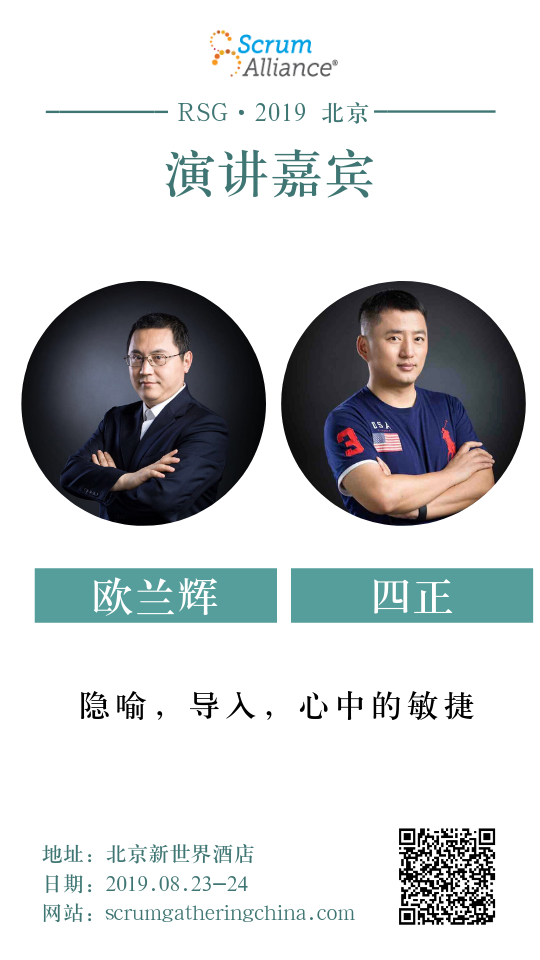 Scrum
Alliance®
RSG·2019 北京
演讲嘉宾
E S A
3
欧兰辉
四正
隐喻，导入，心中的敏捷
地址：北京新世界酒店
日期：2019.08.23-24
网站：scrumgatheringchina.com